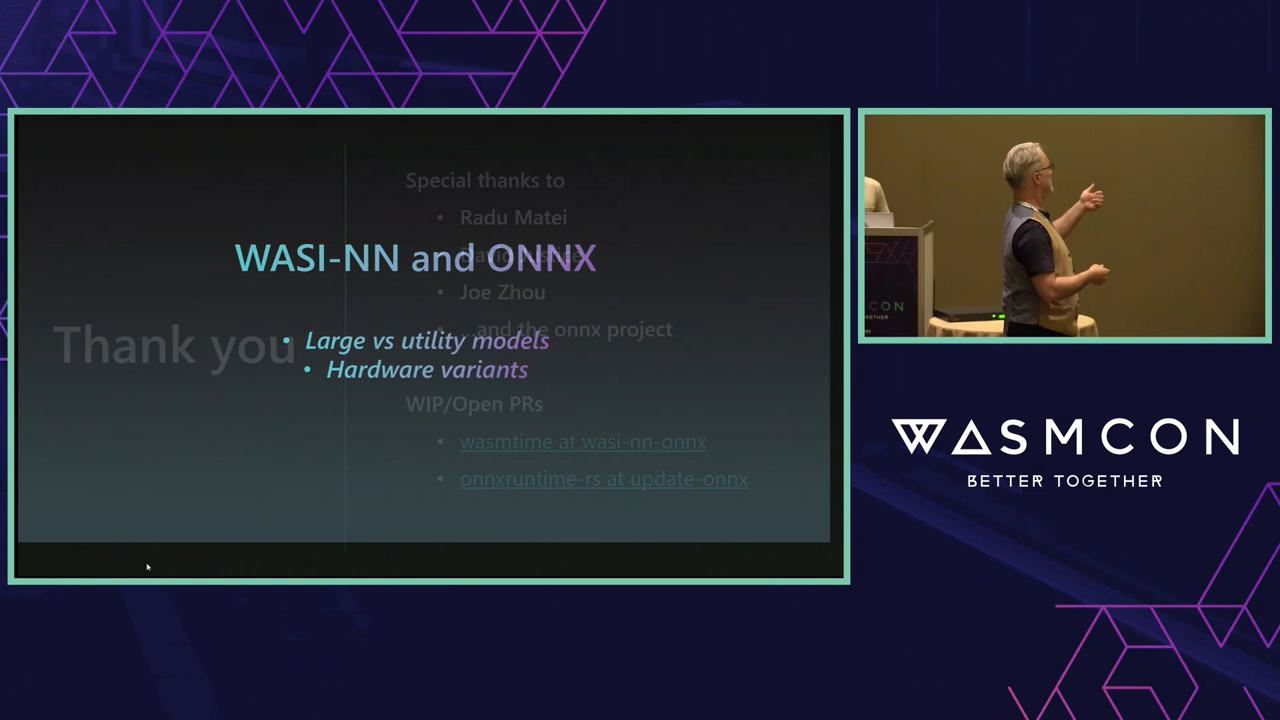 WASI-NN and ONNX
• Large vs utility models
• Hardware variants
Thank you
Special thanks to
• Radu Matei
• Joe Zhou
• ...and the onnx project
WIP/Open PRs
• wasmtime at wasi-nn-onnx
• onnxruntime-rs at update-onnx
CON
WASMCON
BETTER TOGETHER